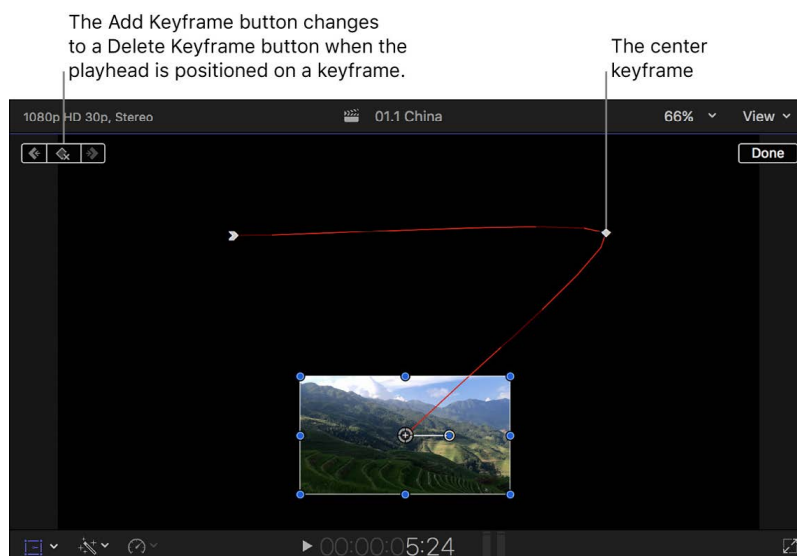 The Add Keyframe button changes
to a Delete Keyframe button when the
playhead is positioned on a keyframe.
The center
keyframe
1080p HD 30p, Stereo
01.1 China
66%
View
Done
00:00:05:24